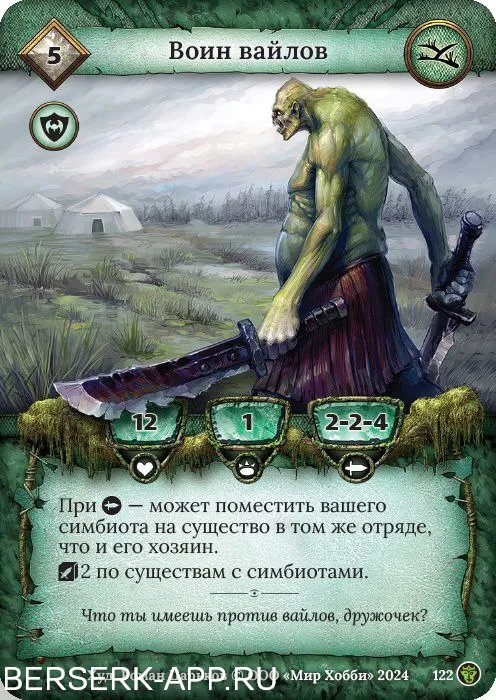 5
Воин вайлов
12
1
2-2-4
При — может поместить вашего
симбиота на существо в том же отряде,
что и его хозяин.
2 по существам с симбиотами.
Что ты имеешь против вайлов, дружочек?
ООО «Мир Хобби» 2024
122
BERSERK-APP.RU